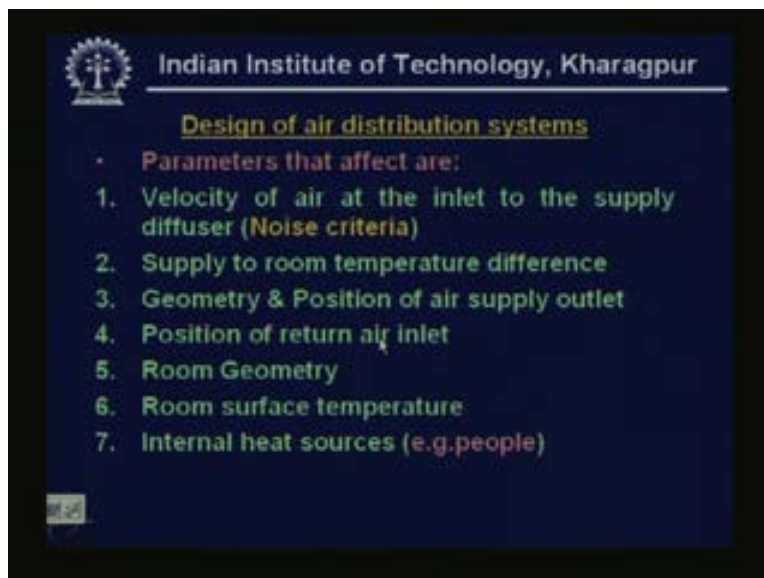 Indian Institute of Technology, Kharagpur
Design of air distribution systems
· Parameters that affect are:
1. Velocity of air at the inlet to the supply
diffuser (Noise criteria)
2. Supply to room temperature difference
3. Geometry & Position of air supply outlet
4. Position of return air inlet
5. Room Geometry
6. Room surface temperature
7. Internal heat sources (e.g.people)